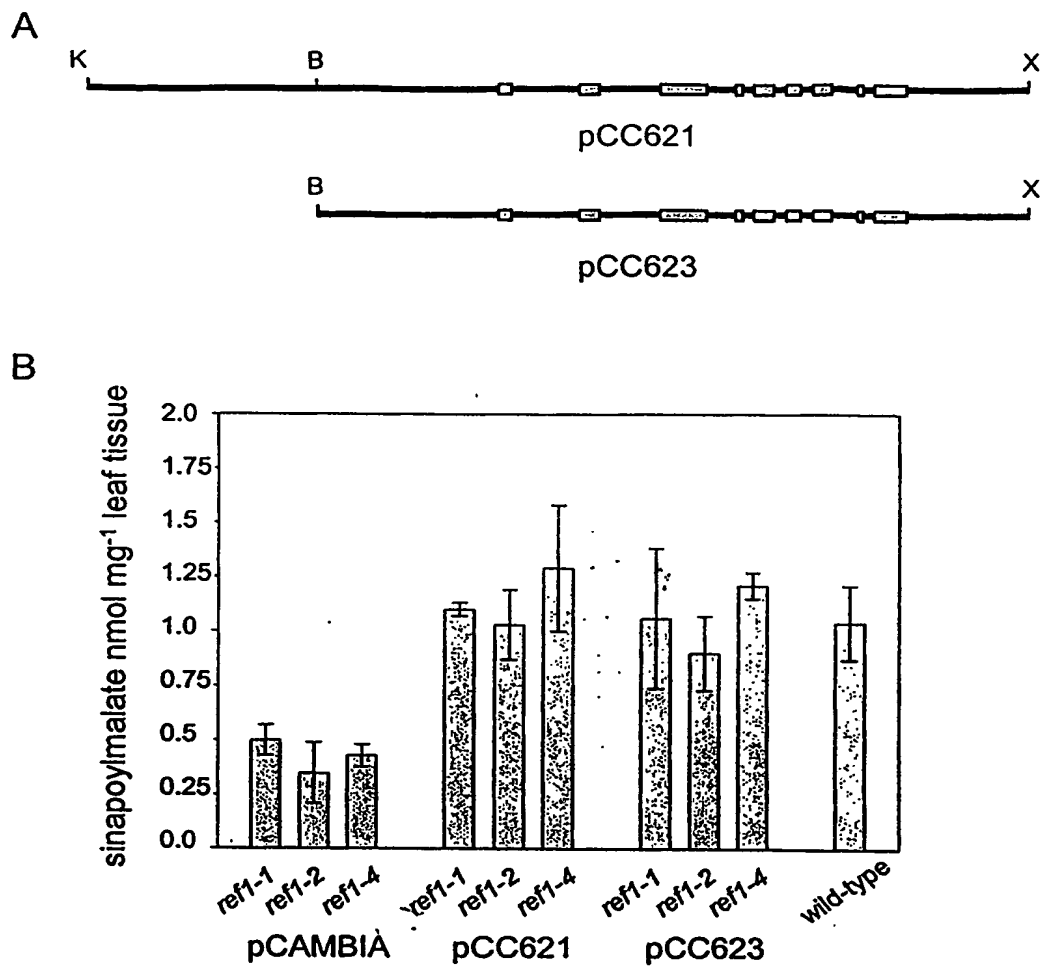 A
K B X
pCC621
B X
pCC623
B
sinapoylmalate nmol mg-1 leaf tissue
2.0
1.75
1.5
1.25
1.0
0.75
0.5
0.25
0.0
ref1-1 ref1-2 ref1-4 ref1-1 ref1-2 ref1-4 ref1-1 ref1-2 ref1-4 wild-type
pCAMBIA pCC621 pCC623